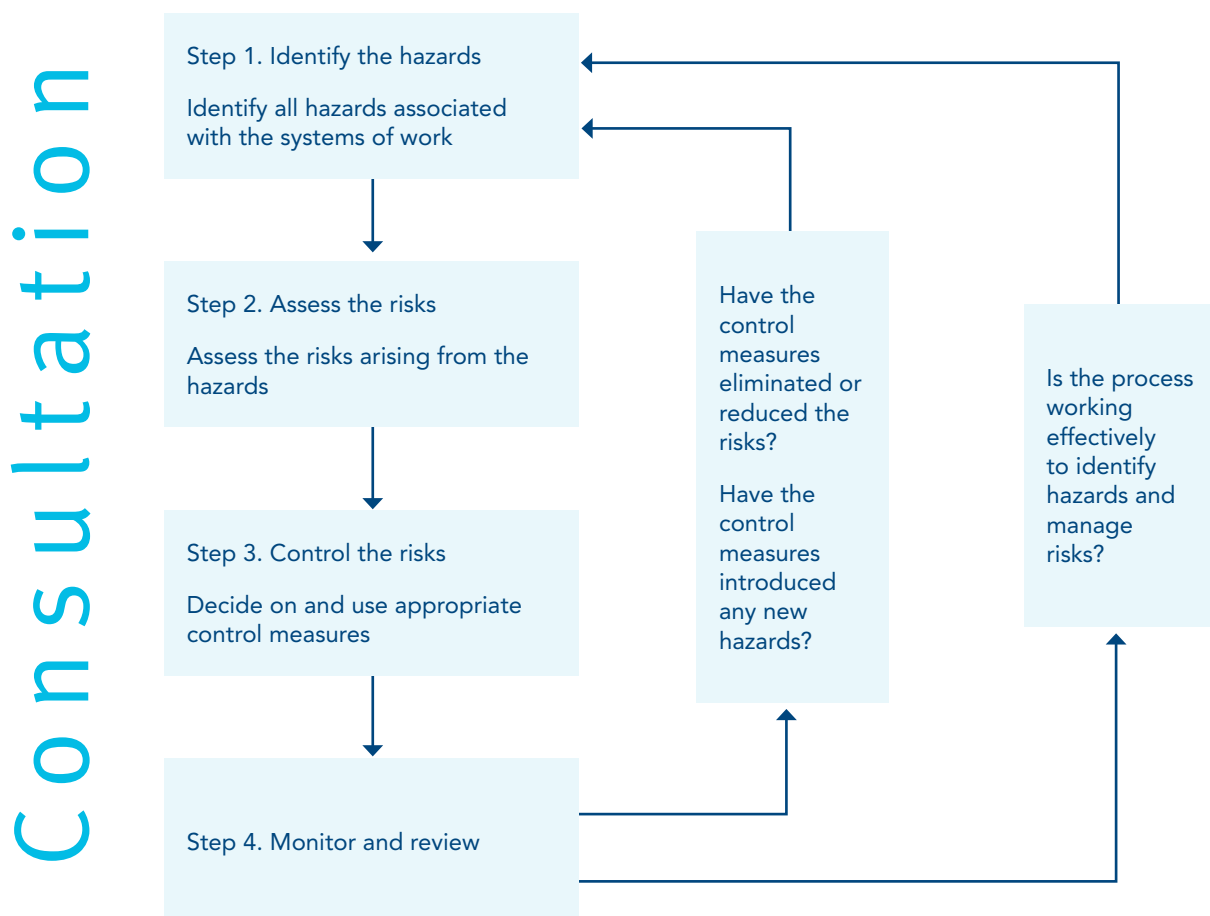 Consultation
Step 1. Identify the hazards
Identify all hazards associated
with the systems of work
Step 2. Assess the risks
Assess the risks arising from the
hazards
Step 3. Control the risks
Decide on and use appropriate
control measures
Step 4. Monitor and review
Have the
control
measures
eliminated or
reduced the
risks?
Have the
control
measures
introduced
any new
hazards?
Is the process
working
effectively
to identify
hazards and
manage
risks?